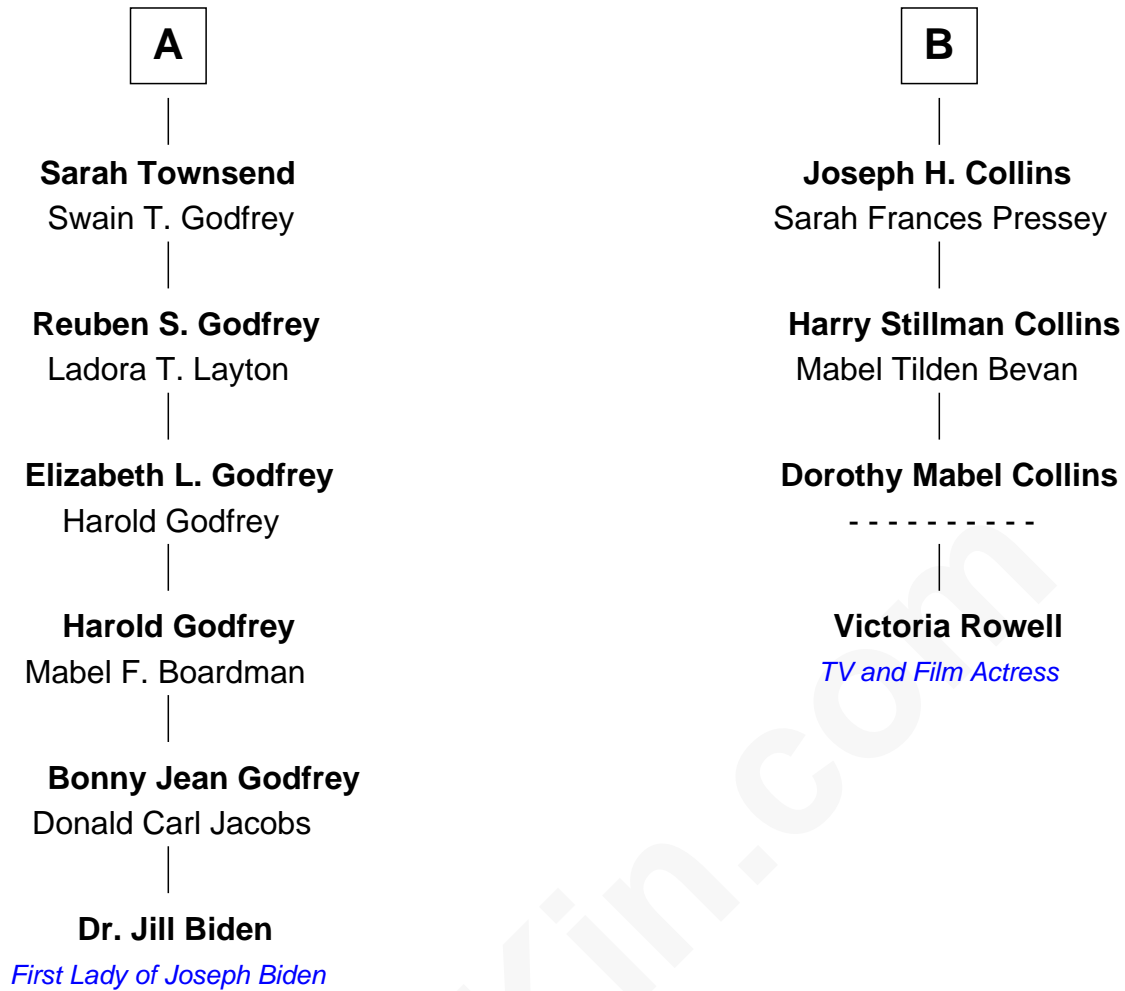 A
B
Sarah Townsend
Swain T. Godfrey
Joseph H. Collins
Sarah Frances Pressey
Reuben S. Godfrey
Ladora T. Layton
Harry Stillman Collins
Mabel Tilden Bevan
Elizabeth L. Godfrey
Harold Godfrey
Dorothy Mabel Collins
- - - - - - - - - -
Harold Godfrey
Mabel F. Boardman
Victoria Rowell
TV and Film Actress
Bonny Jean Godfrey
Donald Carl Jacobs
Dr. Jill Biden
First Lady of Joseph Biden